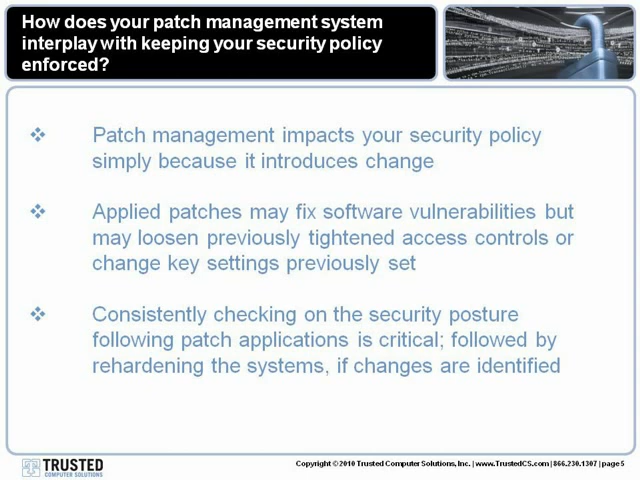 How does your patch management system
interplay with keeping your security policy
enforced?
Patch management impacts your security policy
simply because it introduces change
Applied patches may fix software vulnerabilities but
may loosen previously tightened access controls or
change key settings previously set
Consistently checking on the security posture
following patch applications is critical; followed by
rehardening the systems, if changes are identified
TRUSTED
COMPUTER SOLUTIONS
Copyright © 2010 Trusted Computer Solutions, Inc. | www.TrustedCS.com | 866.230.1307 | page 5